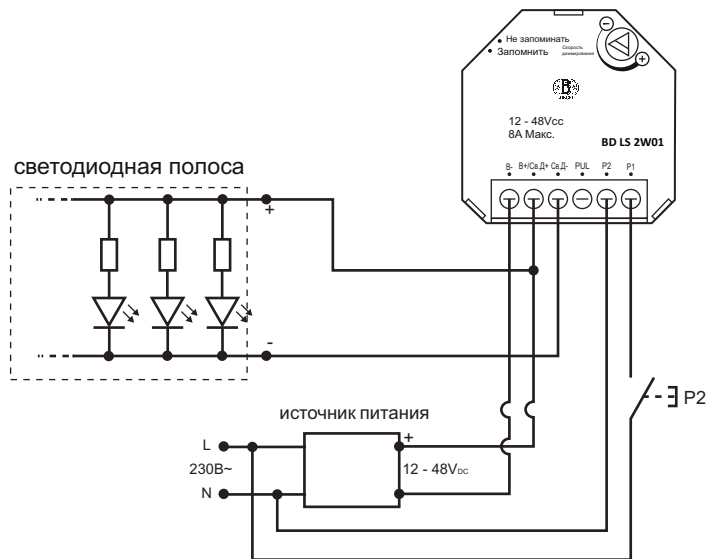 Не запоминать
Запомнить
Скорость
диммирования
12 - 48Vcc
8A Макс.
BD LS 2W01
B- B+/Св.Д+ Св.Д- PUL P2 P1
светодиодная полоса
+
-
источник питания
L
230В~
N
+
12 - 48VDC
P2